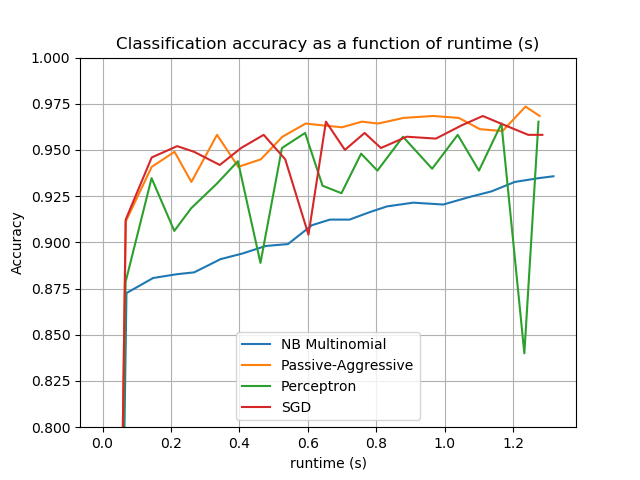 Classification accuracy as a function of runtime (s)
1.000
0.975
0.950
0.925
0.900
0.875
0.850
0.825
0.800
Accuracy
NB Multinomial
Passive-Aggressive
Perceptron
SGD
0.0 0.2 0.4 0.6 0.8 1.0 1.2
runtime (s)